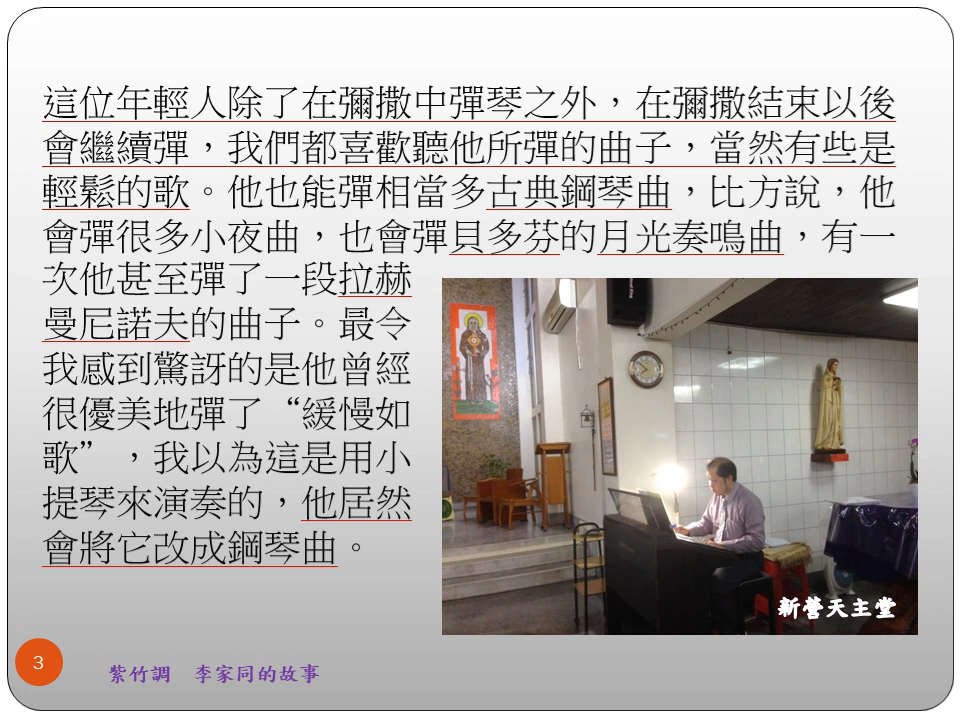 這位年輕人除了在彌撒中彈琴之外，在彌撒結束以後
會繼續彈，我們都喜歡聽他所彈的曲子，當然有些是
輕鬆的歌。他也能彈相當多古典鋼琴曲，比方說，他
會彈很多小夜曲，也會彈貝多芬的月光奏鳴曲，有一
次他甚至彈了一段拉赫
曼尼諾夫的曲子。最令
我感到驚訝的是他曾經
很優美地彈了“緩慢如
歌”，我以為這是用小
提琴來演奏的，他居然
會將它改成鋼琴曲。
新營天主堂
3
紫竹調　李家同的故事